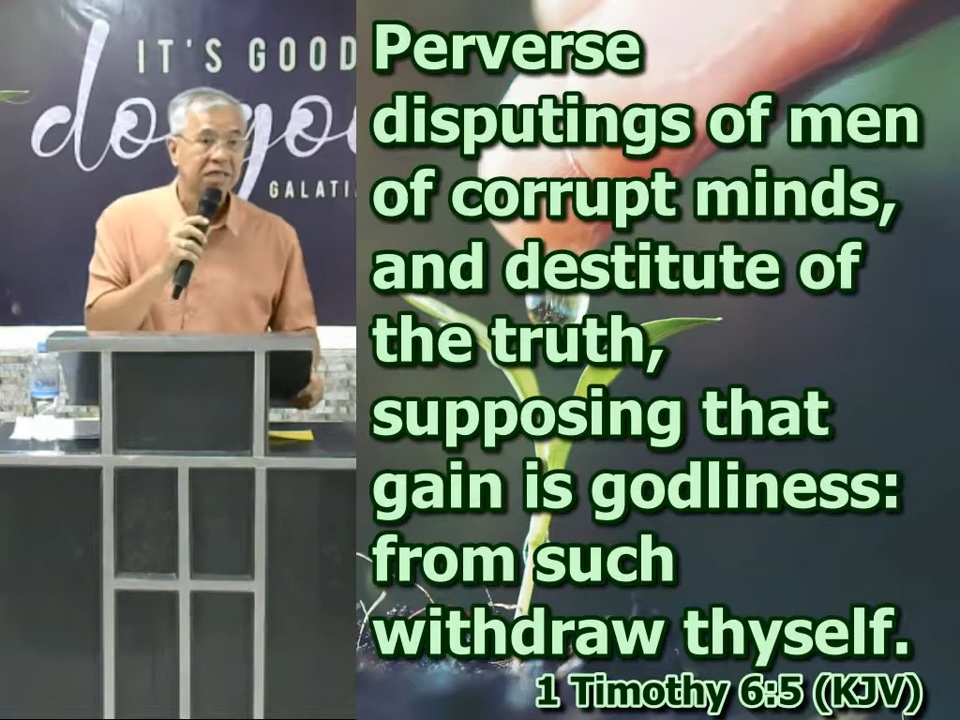 IT'S GOOD
do
GALATI
Perverse
disputings of men
of corrupt minds,
and destitute of
the truth,
supposing that
gain is godliness:
from such
withdraw thyself.
1 Timothy 6:5 (KJV)